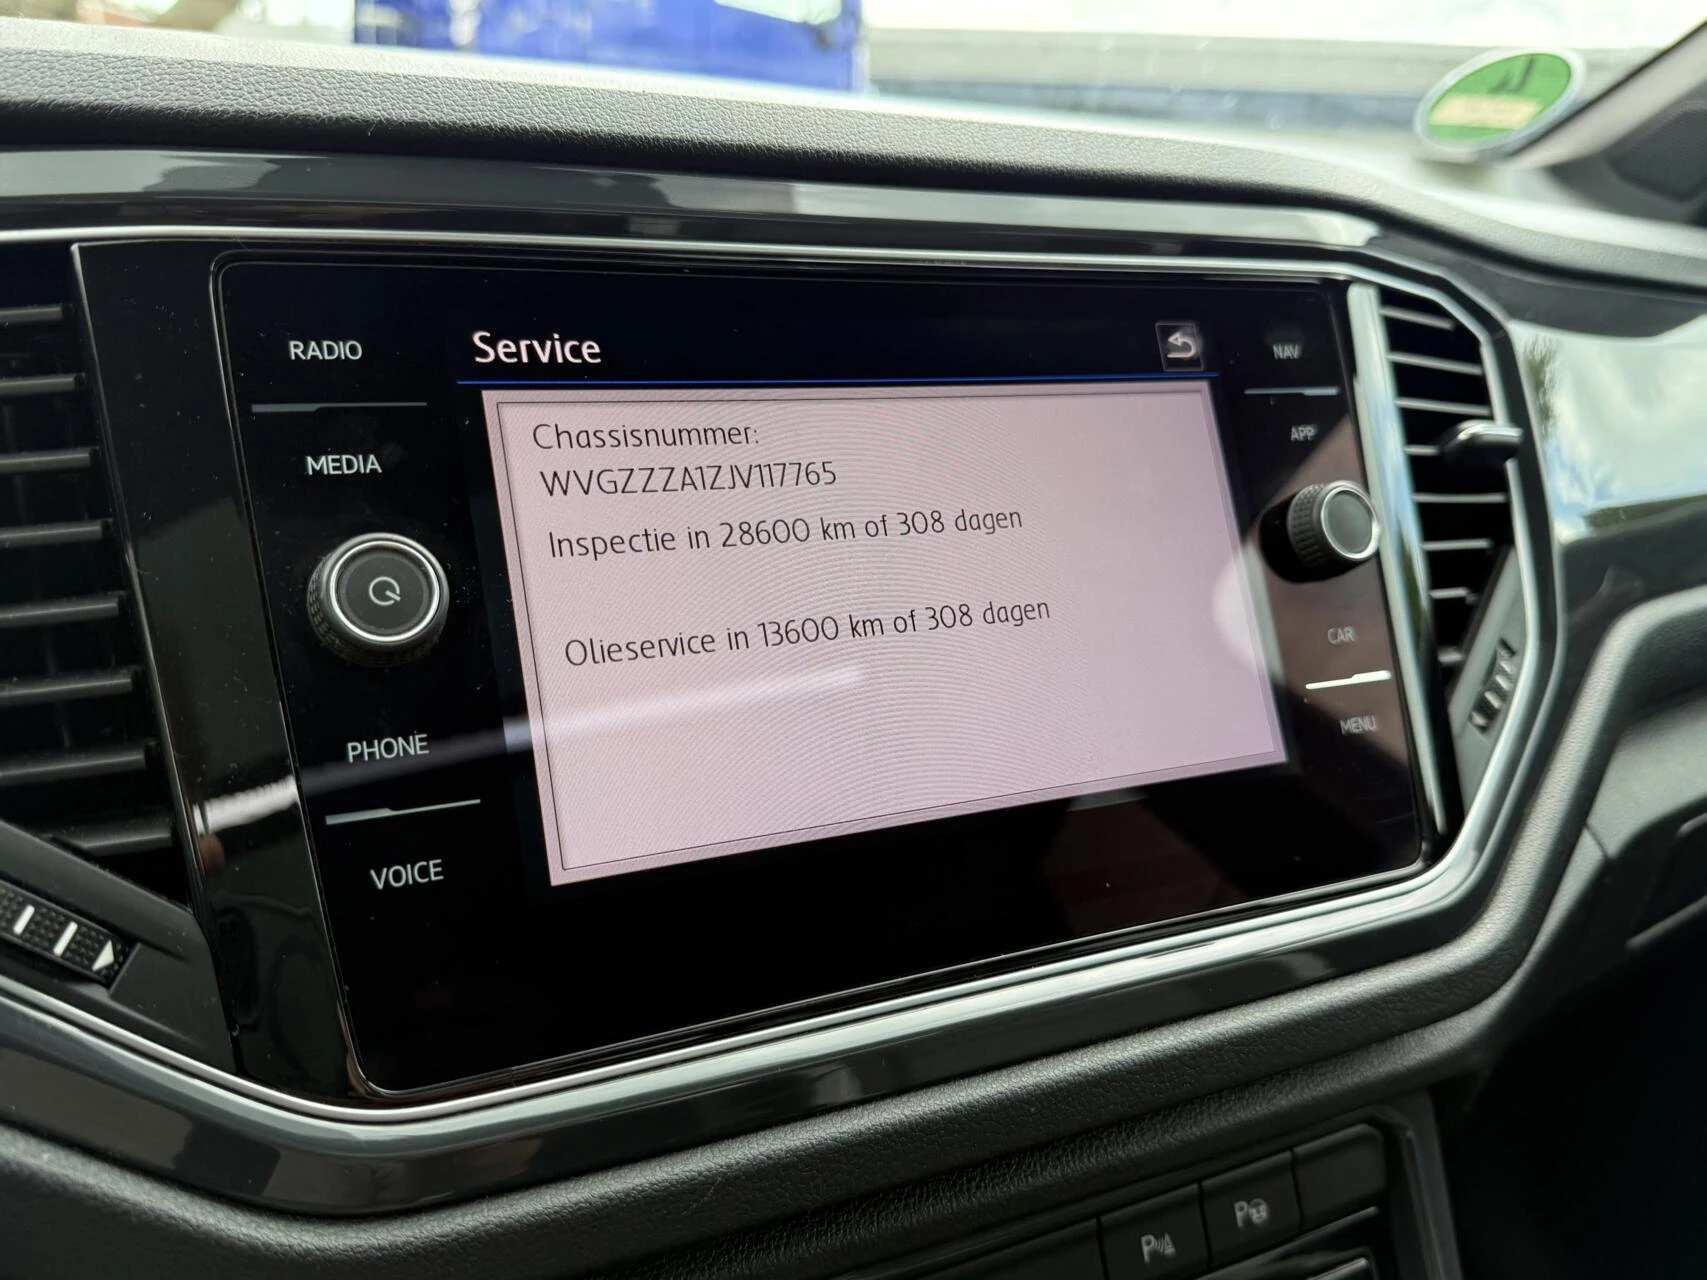 RADIO
MEDIA
PHONE
VOICE
Service
Chassisnummer:
WVGZZZA1ZJV117765
Inspectie in 28600 km of 308 dagen
Olieservice in 13600 km of 308 dagen
NAV
APP
CAR
MENU
P
P